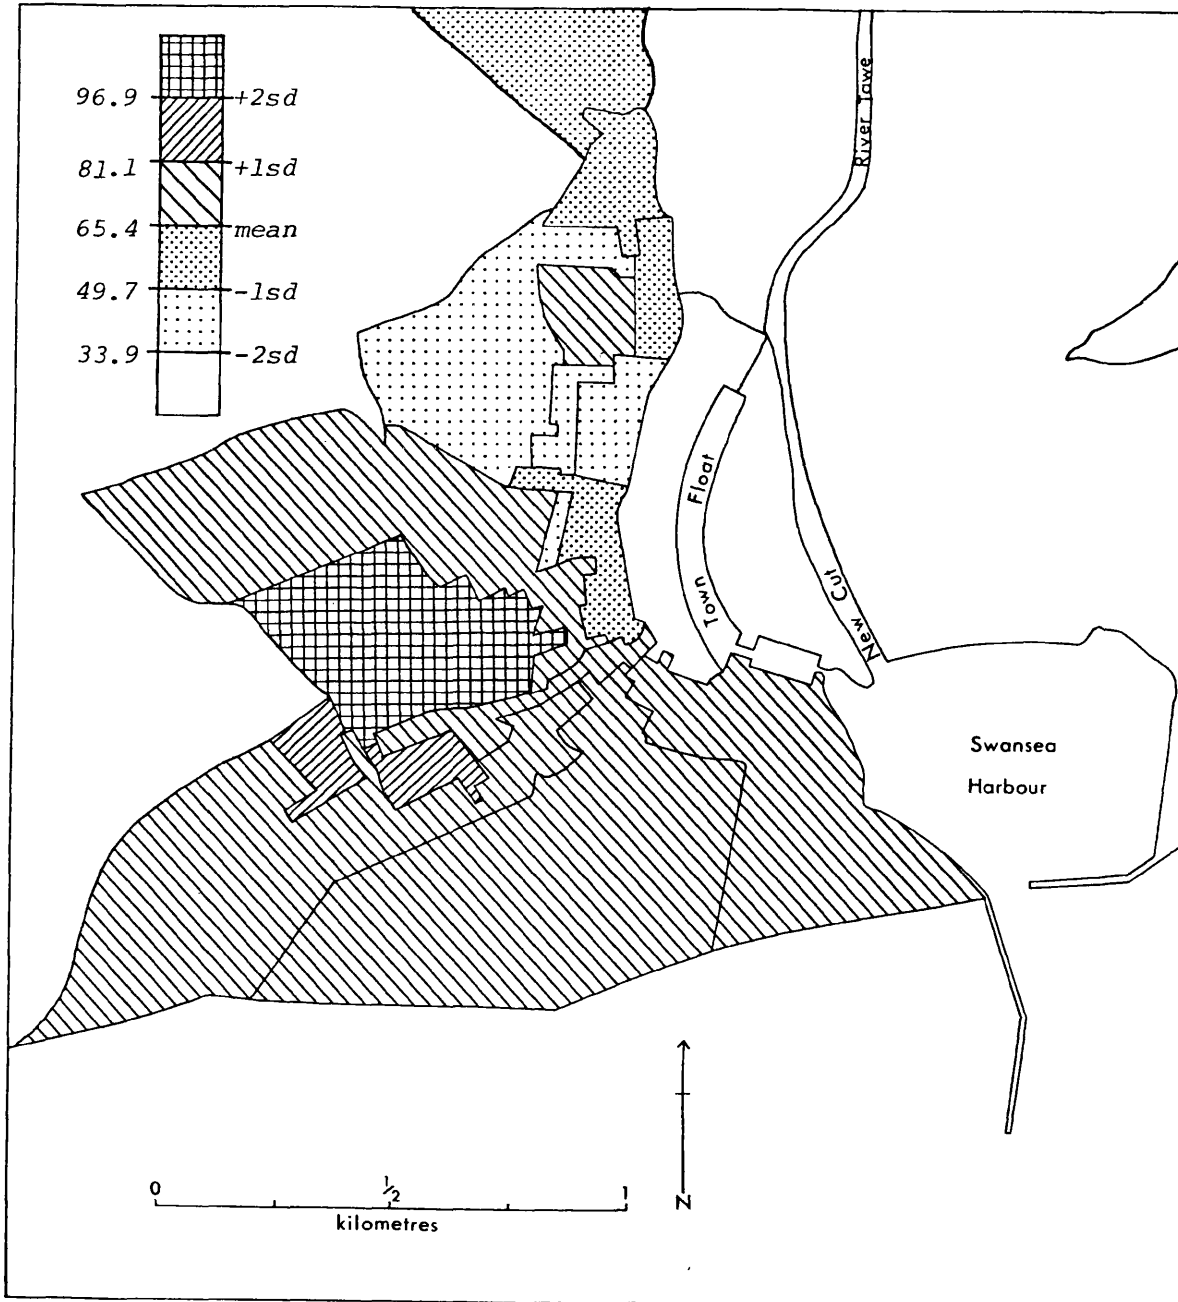 96.9 +2sd
81.1 +1sd
65.4 mean
49.7 -1sd
33.9 -2sd
River Tawe
Float
Town
New Cut
Swansea
Harbour
0 ½ 1
kilometres
N